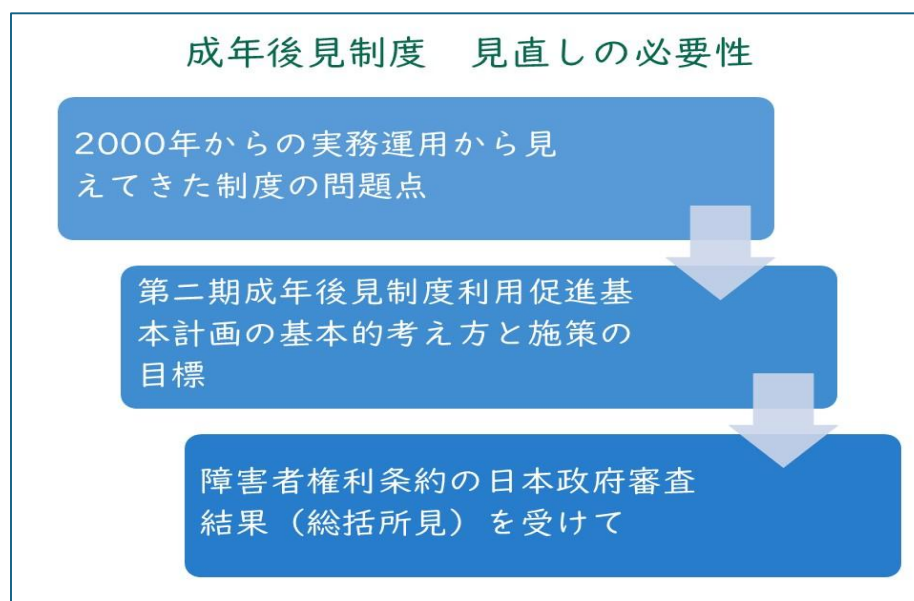 成年後見制度　見直しの必要性
2000年からの実務運用から見
えてきた制度の問題点
第二期成年後見制度利用促進基
本計画の基本的考え方と施策の
目標
障害者権利条約の日本政府審査
結果（総括所見）を受けて